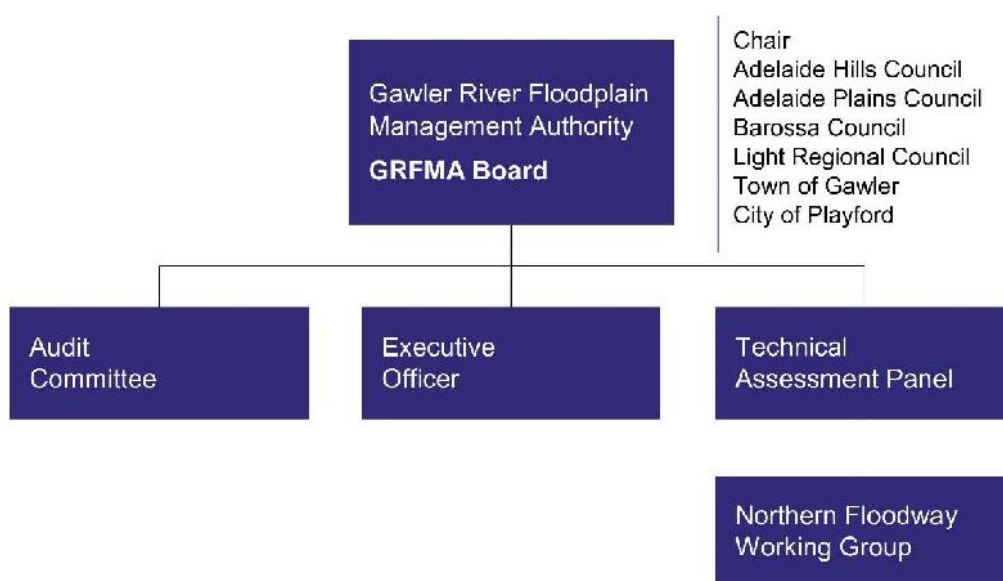 Gawler River Floodplain
Management Authority
GRFMA Board
Chair
Adelaide Hills Council
Adelaide Plains Council
Barossa Council
Light Regional Council
Town of Gawler
City of Playford
Audit
Committee
Executive
Officer
Technical
Assessment Panel
Northern Floodway
Working Group